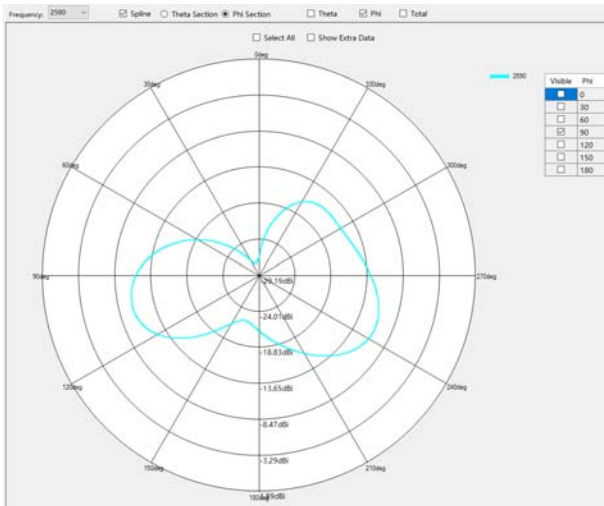 Frequency: 2590 Spline Theta Section Phi Section Theta Phi Total
Select All Show Extra Data
0deg
2590
Visible Phi
0
30
60
90
120
150
180
30deg
330deg
60deg
300deg
90deg
270deg
-29.19dBi
-24.01dBi
-18.83dBi
120deg
240deg
-13.65dBi
-8.47dBi
150deg
210deg
-3.29dBi
180deg